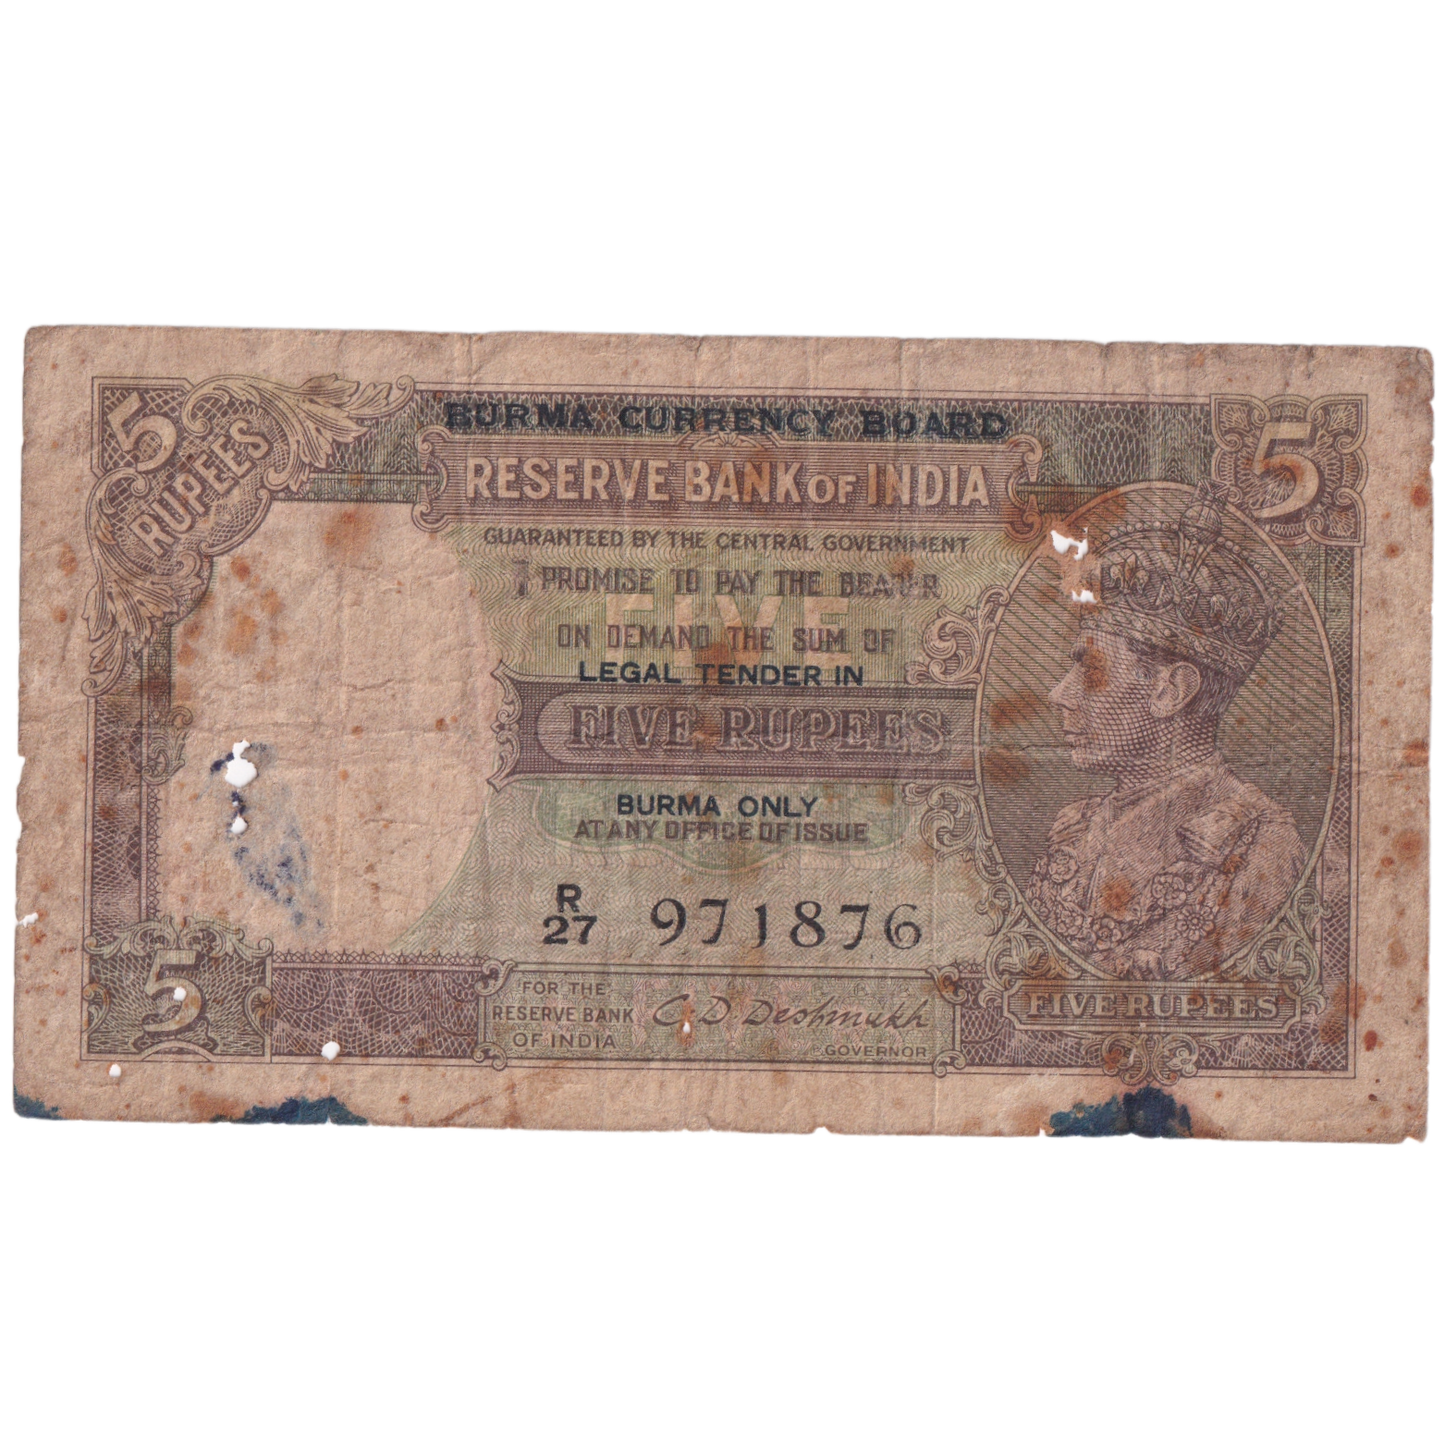 BURMA CURRENCY BOARD
5 RUPEES
5
RESERVE BANK OF INDIA
GUARANTEED BY THE CENTRAL GOVERNMENT
I PROMISE TO PAY THE BEARER
FIVE
ON DEMAND THE SUM OF
LEGAL TENDER IN
FIVE RUPEES
BURMA ONLY
AT ANY OFFICE OF ISSUE
R
27 971876
5
FOR THE
RESERVE BANK
OF INDIA
C D Deshmukh
GOVERNOR
FIVE RUPEES